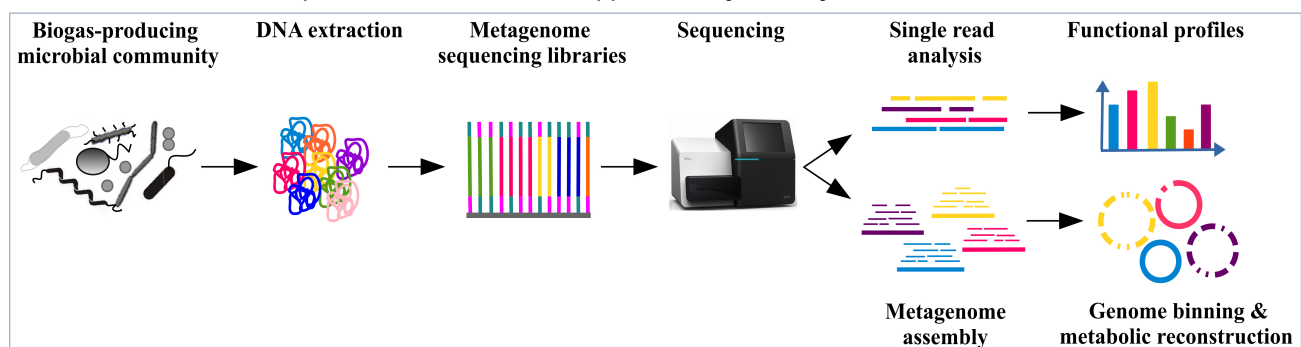 Biogas-producing
microbial community
DNA extraction
Metagenome
sequencing libraries
Sequencing
Single read
analysis
Functional profiles
Metagenome
assembly
Genome binning &
metabolic reconstruction